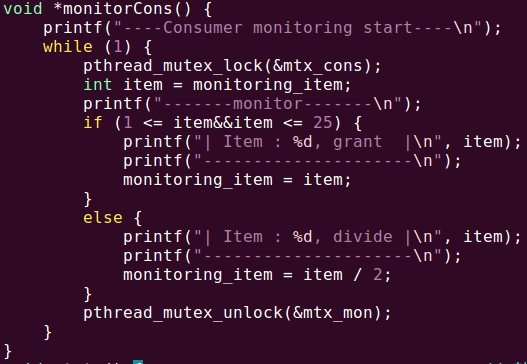 void *monitorCons() {
    printf("----Consumer monitoring start----\n");
    while (1) {
        pthread_mutex_lock(&mtx_cons);
        int item = monitoring_item;
        printf("-------monitor-------\n");
        if (1 <= item&&item <= 25) {
            printf("| Item : %d, grant  |\n", item);
            printf("---------------------\n");
            monitoring_item = item;
        }
        else {
            printf("| Item : %d, divide |\n", item);
            printf("---------------------\n");
            monitoring_item = item / 2;
        }
        pthread_mutex_unlock(&mtx_mon);
    }
}